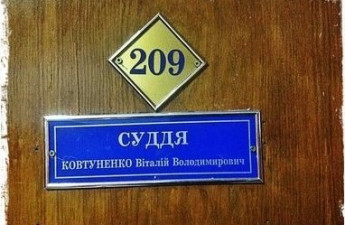 209
СУДДЯ
КОВТУНЕНКО Віталій Володимирович